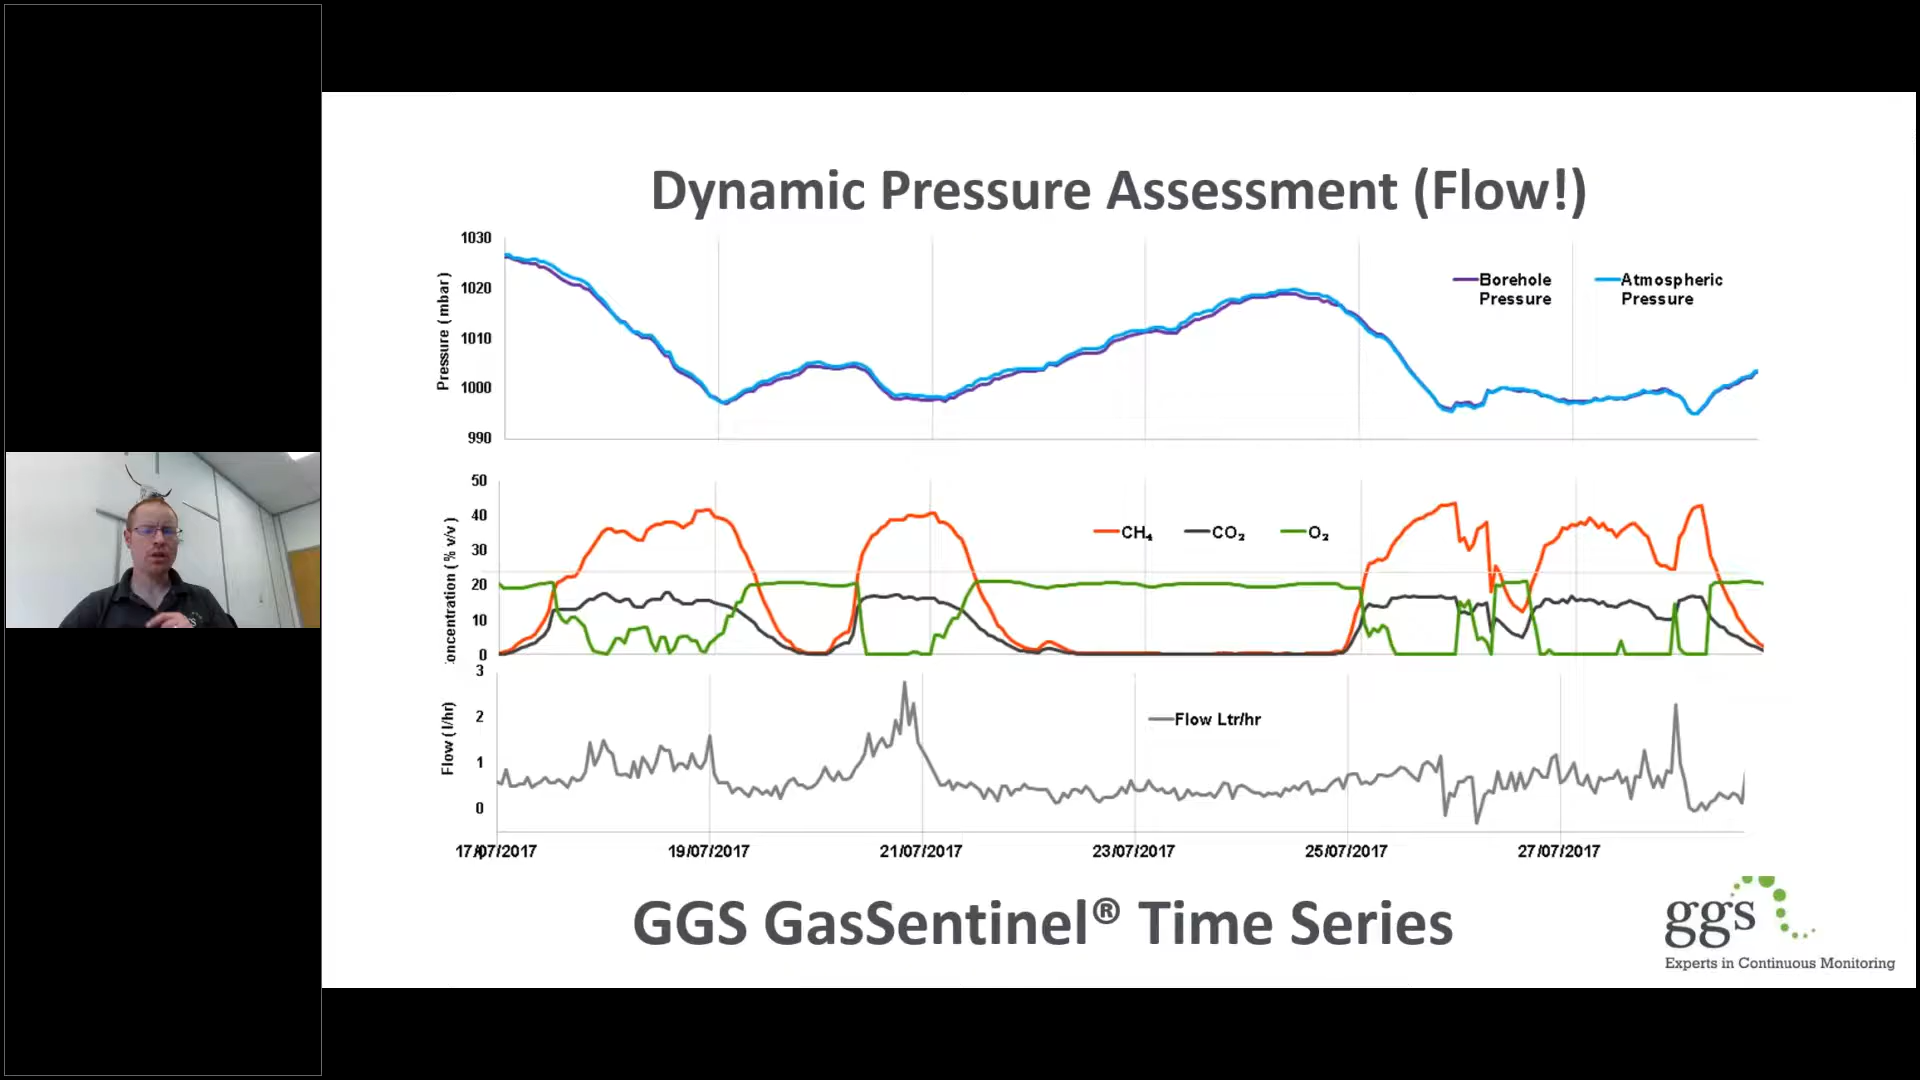 Dynamic Pressure Assessment (Flow!)
1030
1020
1010
1000
990
Pressure ( mbar)
Borehole
Pressure
Atmospheric
Pressure
50
40
30
20
10
0
oncentration ( % v/v )
CH₄
CO₂
O₂
3
2
1
0
Flow ( l/hr)
Flow Ltr/hr
17/07/2017
19/07/2017
21/07/2017
23/07/2017
25/07/2017
27/07/2017
GGS GasSentinel® Time Series
ggs
Experts in Continuous Monitoring